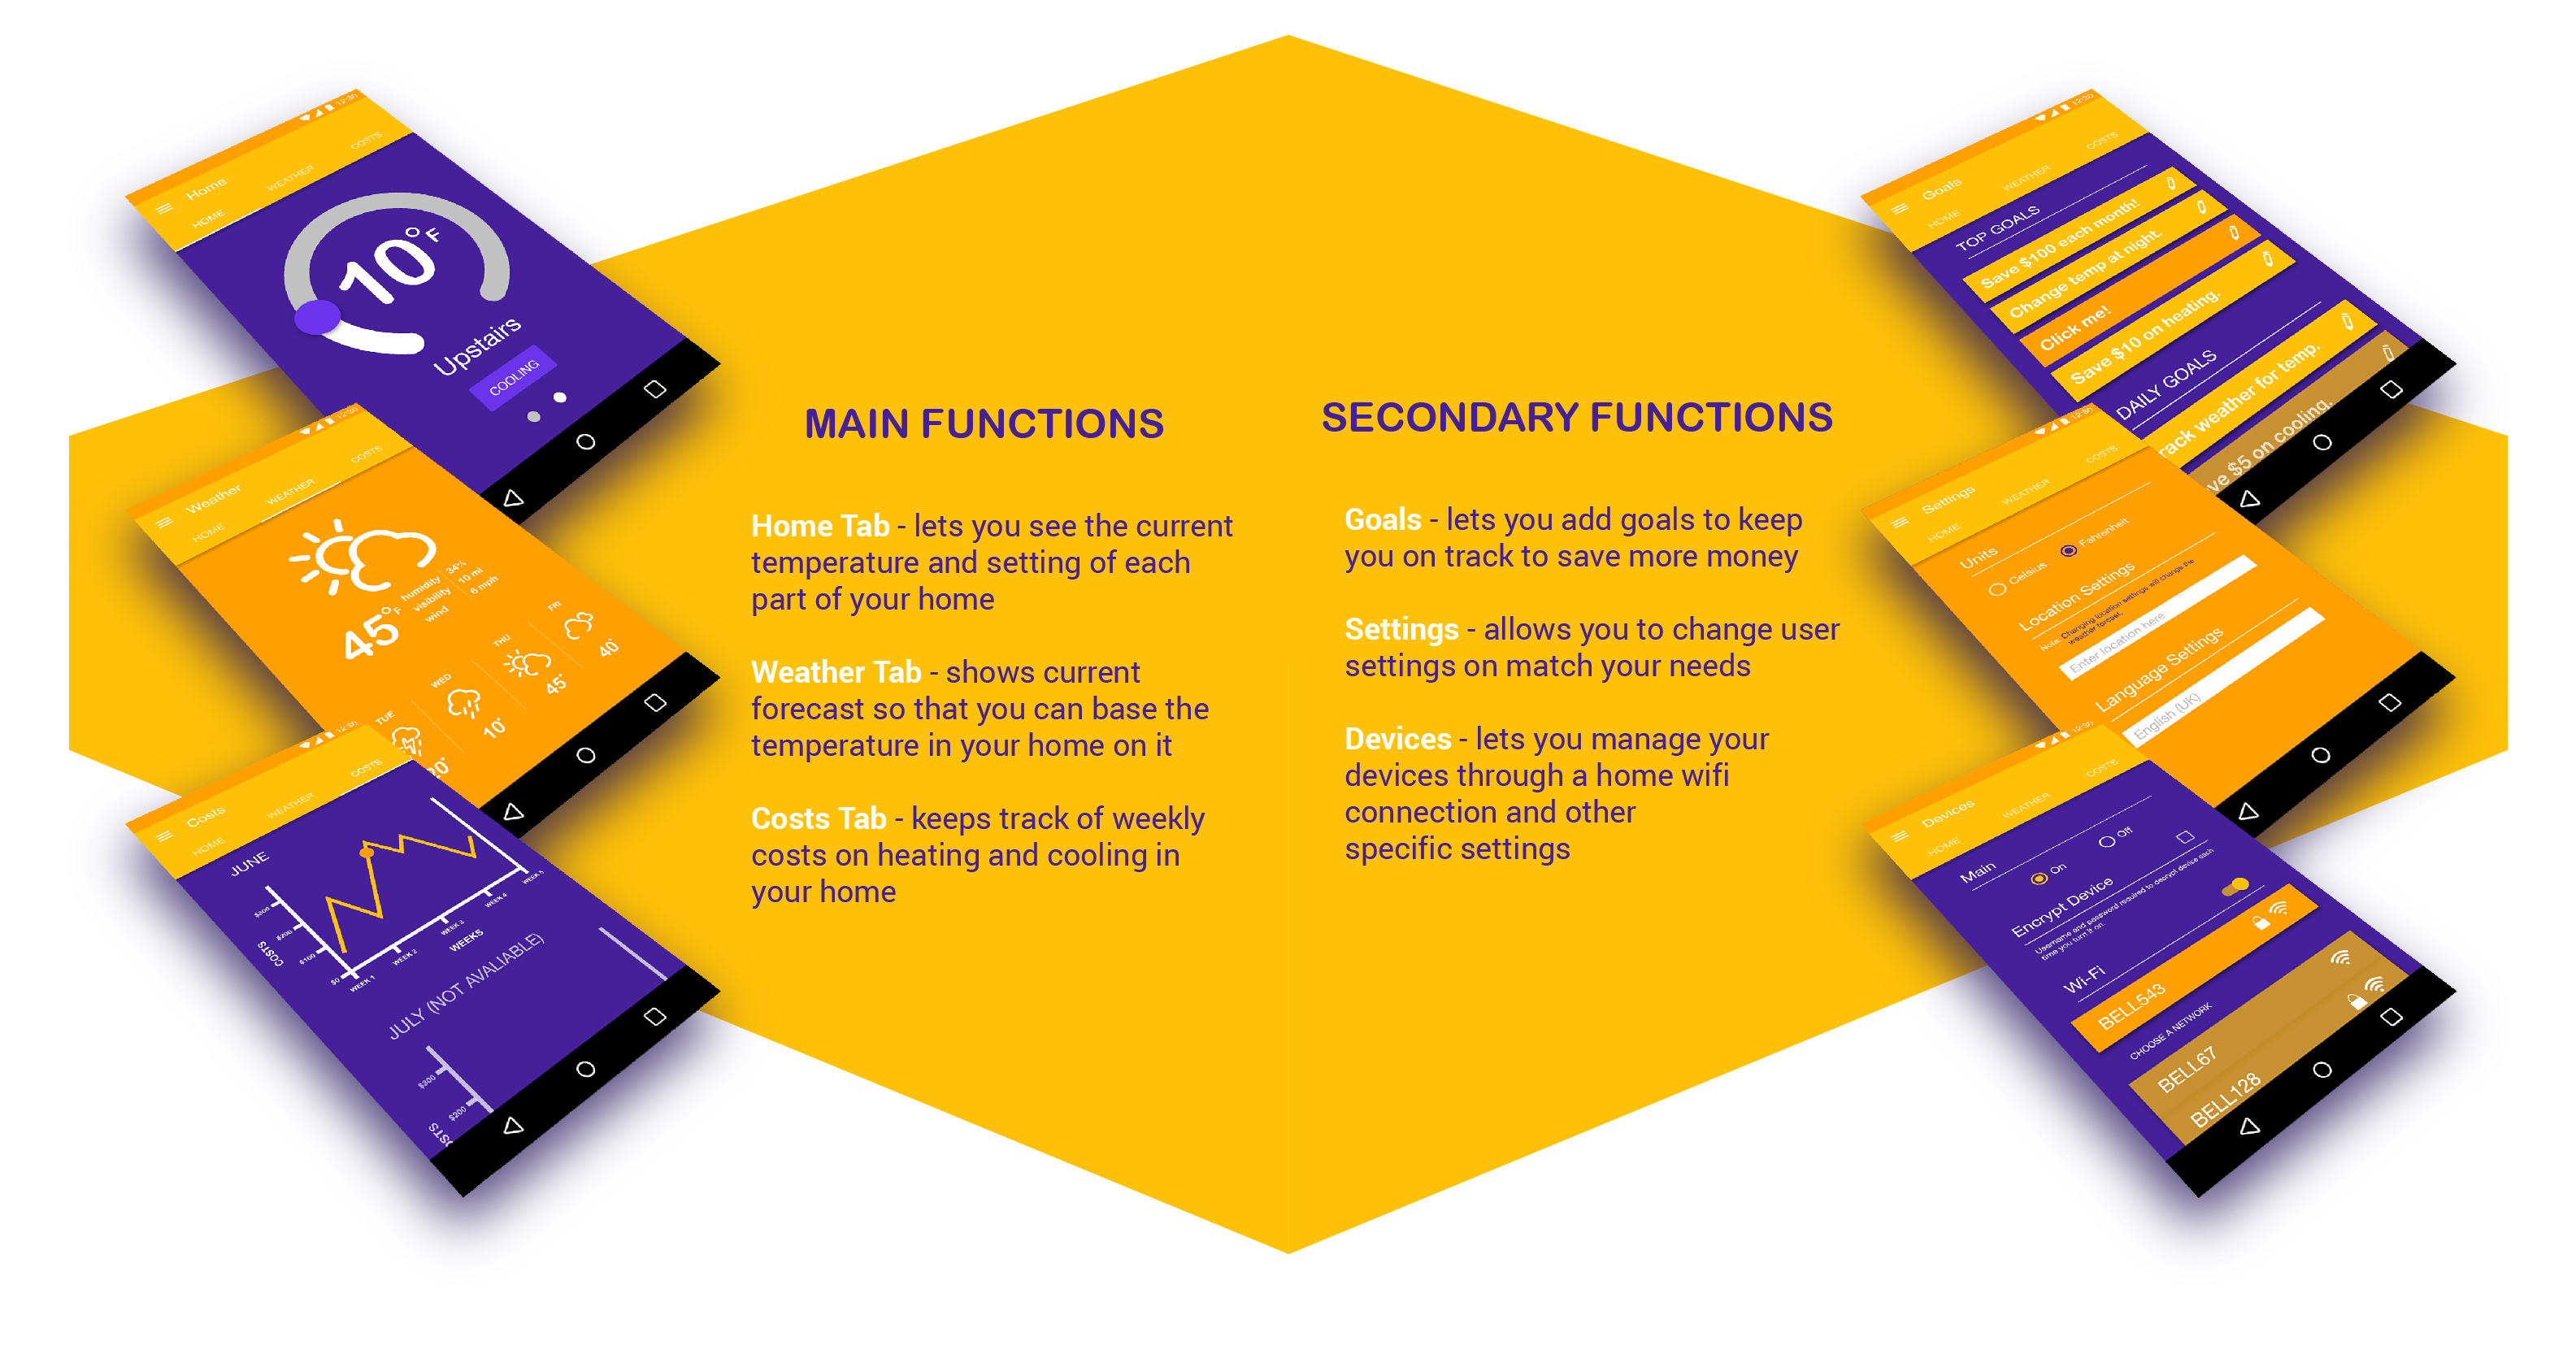 12:30
Home
HOME
WEATHER
COSTS
10°F
Upstairs
COOLING
12:30
Weather
HOME
WEATHER
COSTS
45°F
humidity 34%
visibility 10 mi
wind 6 mph
TUE
WED
10°
THU
45°
FRI
40°
12:30
Costs
HOME
WEATHER
COSTS
JUNE
$300
$200
$100
$0
COSTS
WEEK 1
WEEK 2
WEEK 3
WEEK 4
WEEK 5
WEEKS
JULY (NOT AVALIABLE)
$300
$200
MAIN FUNCTIONS
Home Tab - lets you see the current
temperature and setting of each
part of your home
Weather Tab - shows current
forecast so that you can base the
temperature in your home on it
Costs Tab - keeps track of weekly
costs on heating and cooling in
your home
SECONDARY FUNCTIONS
Goals - lets you add goals to keep
you on track to save more money
Settings - allows you to change user
settings on match your needs
Devices - lets you manage your
devices through a home wifi
connection and other
specific settings
12:30
Goals
HOME
WEATHER
COSTS
TOP GOALS
Save $100 each month!
Change temp at night.
Click me!
Save $10 on heating.
DAILY GOALS
rack weather for temp.
ve $5 on cooling.
12:30
Settings
HOME
WEATHER
COSTS
Units
Celsius
Fahrenheit
Location Settings
Note: Changing location settings will change the
weather forcast.
Enter location here
Language Settings
English (UK)
12:30
Devices
HOME
WEATHER
COSTS
Main
On
Off
Encrypt Device
Username and password required to decrypt devise each
time you turn it on.
Wi-Fi
BELL543
CHOOSE A NETWORK
BELL67
BELL128